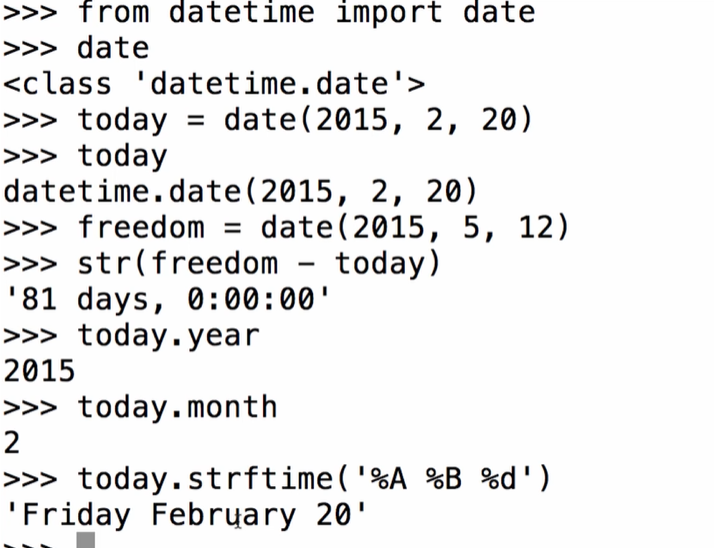 >>> from datetime import date
>>> date
<class 'datetime.date'>
>>> today = date(2015, 2, 20)
>>> today
datetime.date(2015, 2, 20)
>>> freedom = date(2015, 5, 12)
>>> str(freedom - today)
'81 days, 0:00:00'
>>> today.year
2015
>>> today.month
2
>>> today.strftime('%A %B %d')
'Friday February 20'
>>>